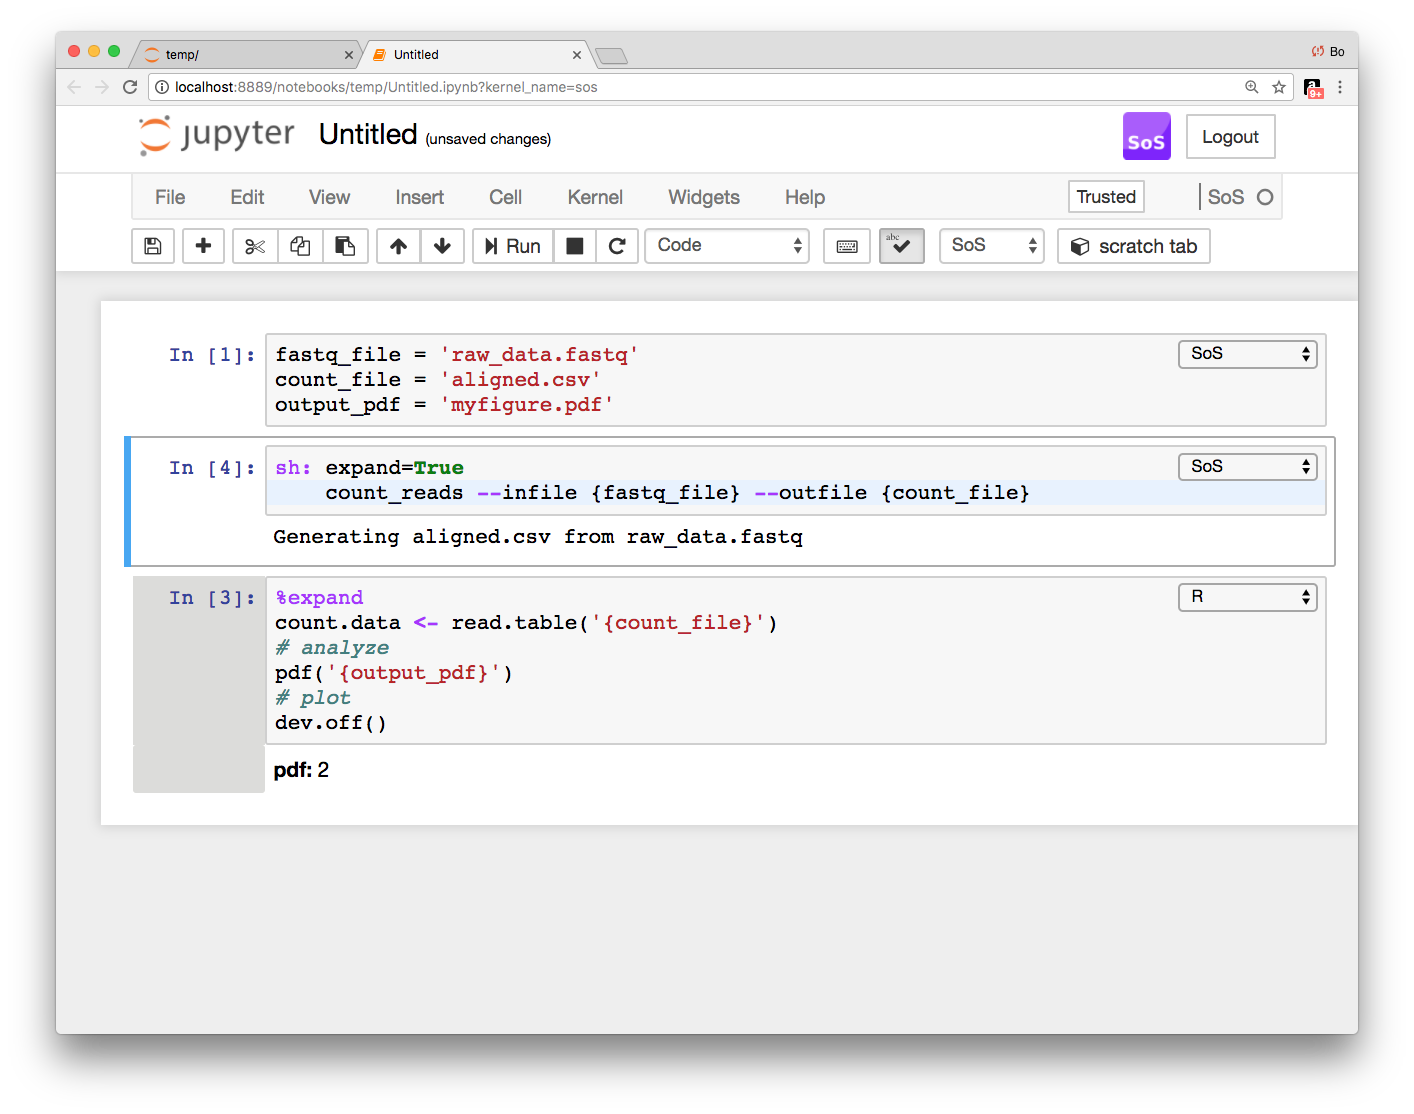 temp/
Untitled
Bo
localhost:8889/notebooks/temp/Untitled.ipynb?kernel_name=sos
a
9+
jupyter Untitled (unsaved changes)
SoS
Logout
File Edit View Insert Cell Kernel Widgets Help
Trusted
SoS
Run
Code
abc
SoS
scratch tab
In [1]:
fastq_file = 'raw_data.fastq'
count_file = 'aligned.csv'
output_pdf = 'myfigure.pdf'
SoS
In [4]:
sh: expand=True
count_reads --infile {fastq_file} --outfile {count_file}
SoS
Generating aligned.csv from raw_data.fastq
In [3]:
%expand
count.data <- read.table('{count_file}')
# analyze
pdf('{output_pdf}')
# plot
dev.off()
R
pdf: 2